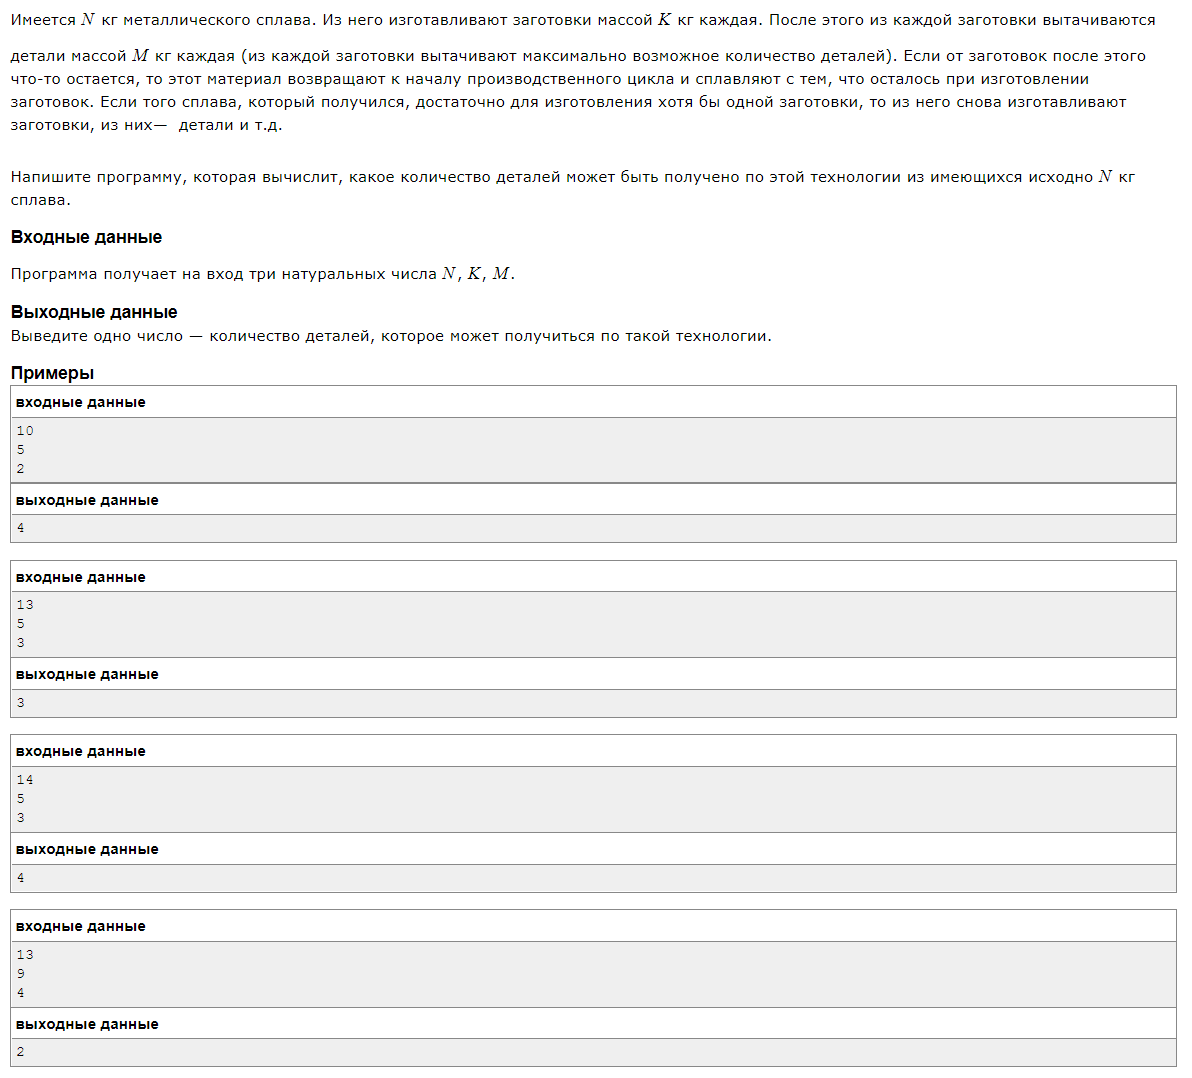 Имеется N кг металлического сплава. Из него изготавливают заготовки массой K кг каждая. После этого из каждой заготовки вытачиваются
детали массой M кг каждая (из каждой заготовки вытачивают максимально возможное количество деталей). Если от заготовок после этого
что-то остается, то этот материал возвращают к началу производственного цикла и сплавляют с тем, что осталось при изготовлении
заготовок. Если того сплава, который получился, достаточно для изготовления хотя бы одной заготовки, то из него снова изготавливают
заготовки, из них— детали и т.д.
Напишите программу, которая вычислит, какое количество деталей может быть получено по этой технологии из имеющихся исходно N кг
сплава.
Входные данные
Программа получает на вход три натуральных числа N, K, M.
Выходные данные
Выведите одно число — количество деталей, которое может получиться по такой технологии.
Примеры
входные данные
10
5
2
выходные данные
4
входные данные
13
5
3
выходные данные
3
входные данные
14
5
3
выходные данные
4
входные данные
13
9
4
выходные данные
2